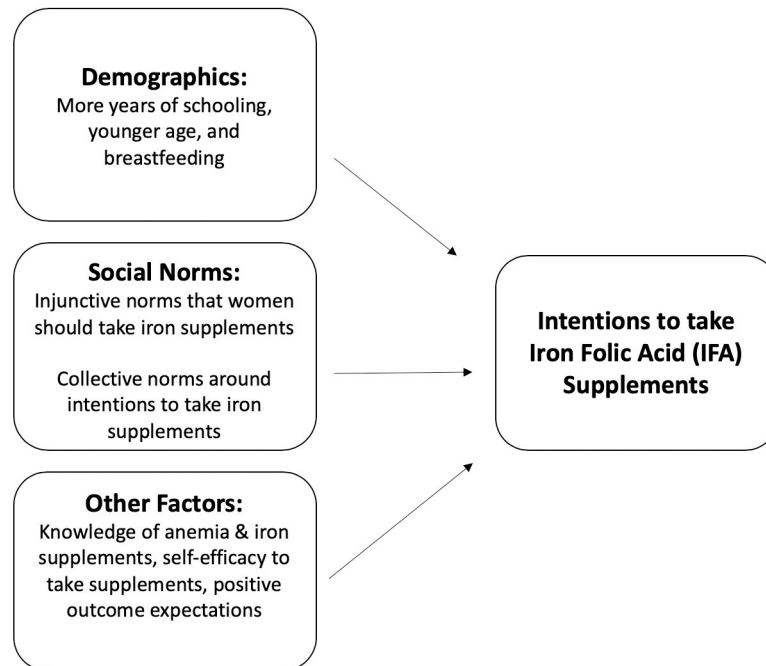 Demographics:
More years of schooling,
younger age, and
breastfeeding
Social Norms:
Injunctive norms that women
should take iron supplements
Collective norms around
intentions to take iron
supplements
Other Factors:
Knowledge of anemia & iron
supplements, self-efficacy to
take supplements, positive
outcome expectations
Intentions to take
Iron Folic Acid (IFA)
Supplements